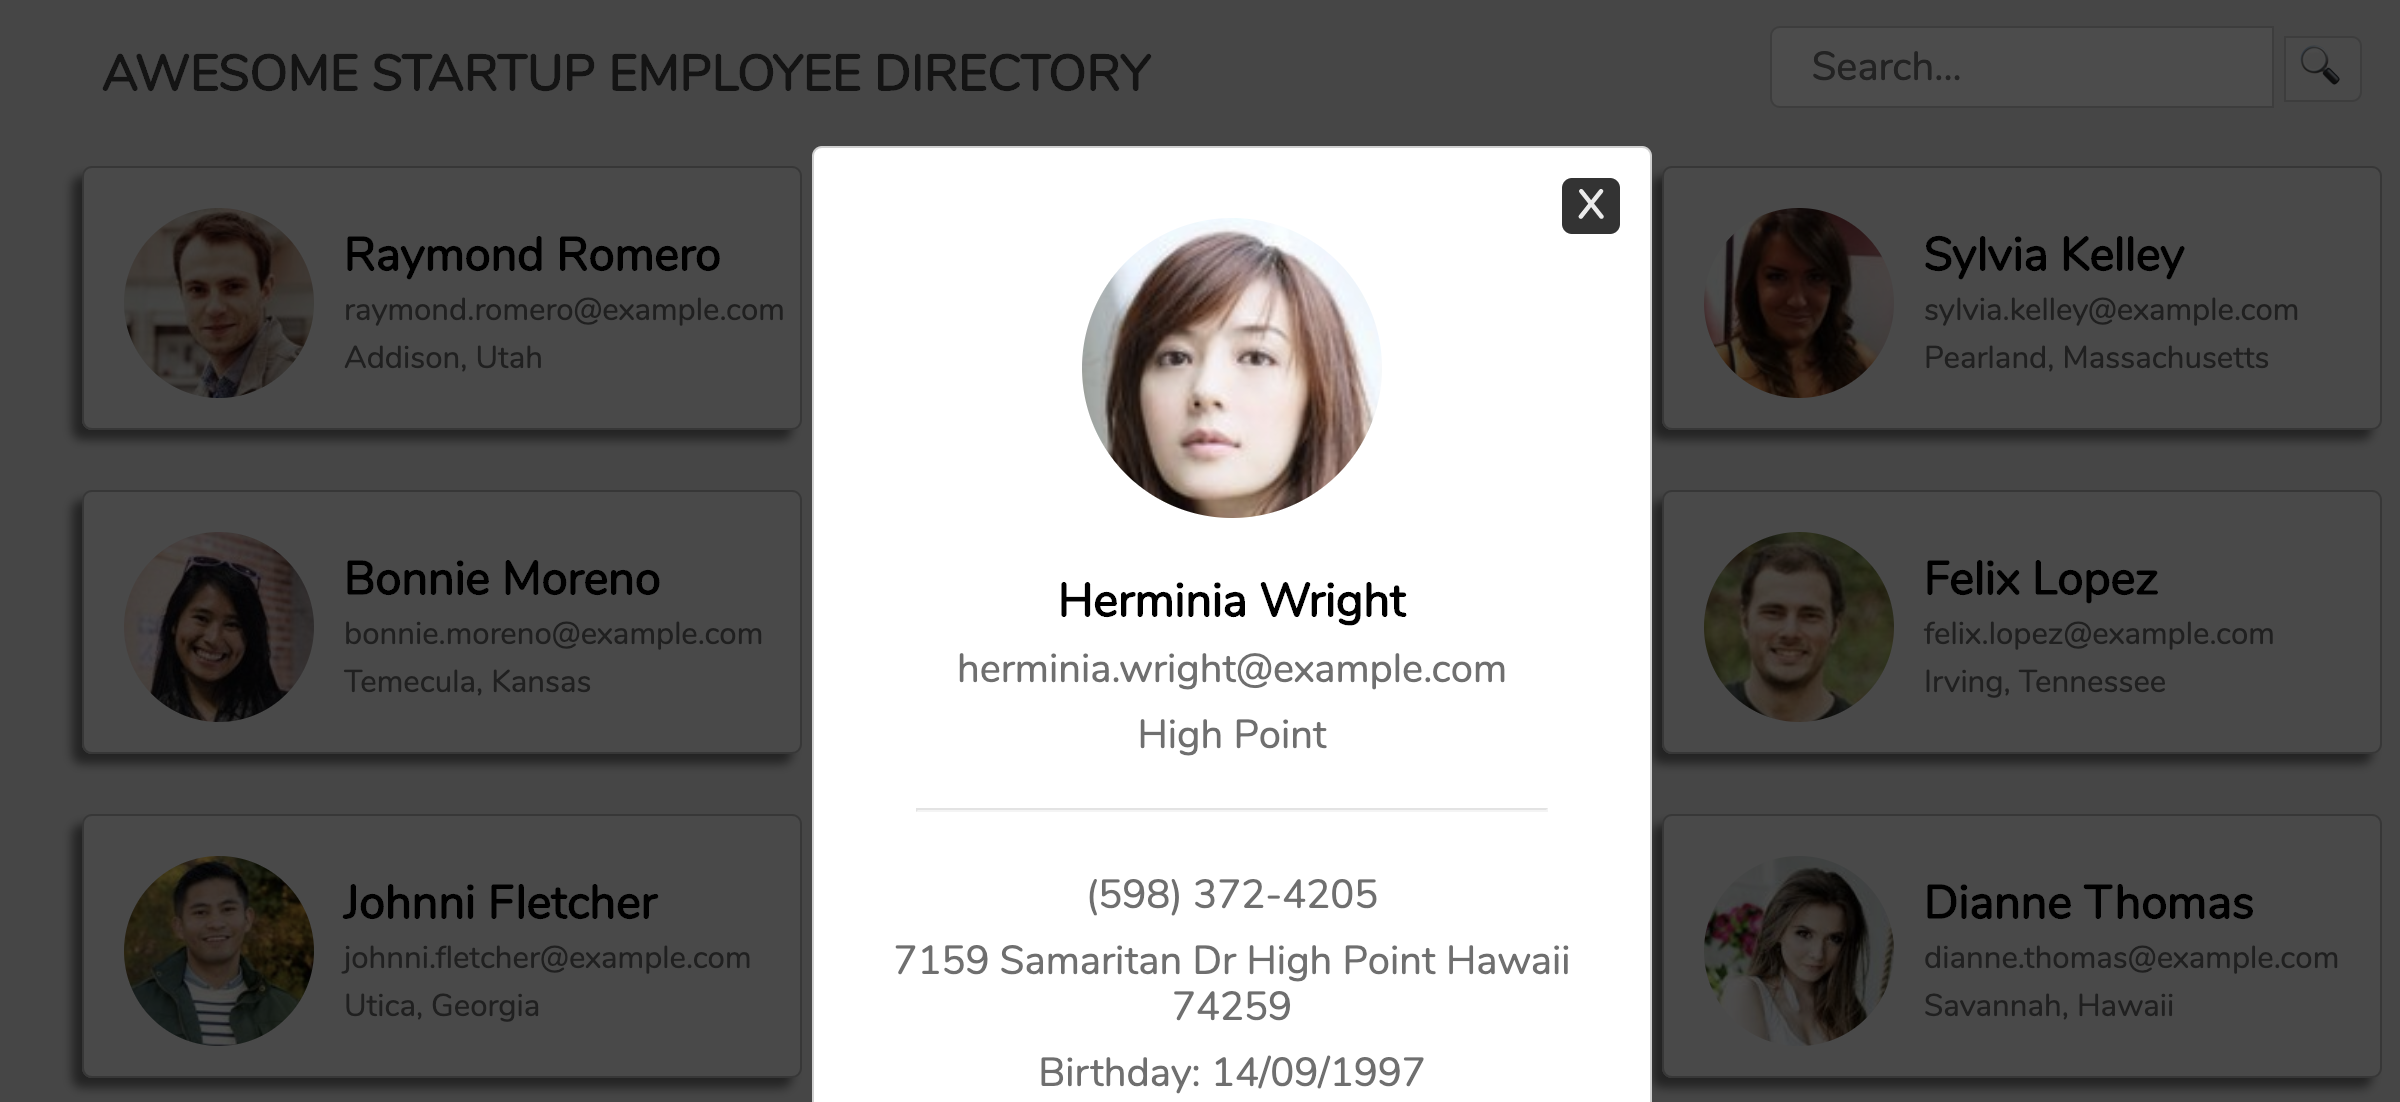 AWESOME STARTUP EMPLOYEE DIRECTORY
Search...
X
Raymond Romero
raymond.romero@example.com
Addison, Utah
Sylvia Kelley
sylvia.kelley@example.com
Pearland, Massachusetts
Bonnie Moreno
bonnie.moreno@example.com
Temecula, Kansas
Herminia Wright
herminia.wright@example.com
High Point
(598) 372-4205
7159 Samaritan Dr High Point Hawaii
74259
Birthday: 14/09/1997
Felix Lopez
felix.lopez@example.com
Irving, Tennessee
Johnni Fletcher
johnni.fletcher@example.com
Utica, Georgia
Dianne Thomas
dianne.thomas@example.com
Savannah, Hawaii